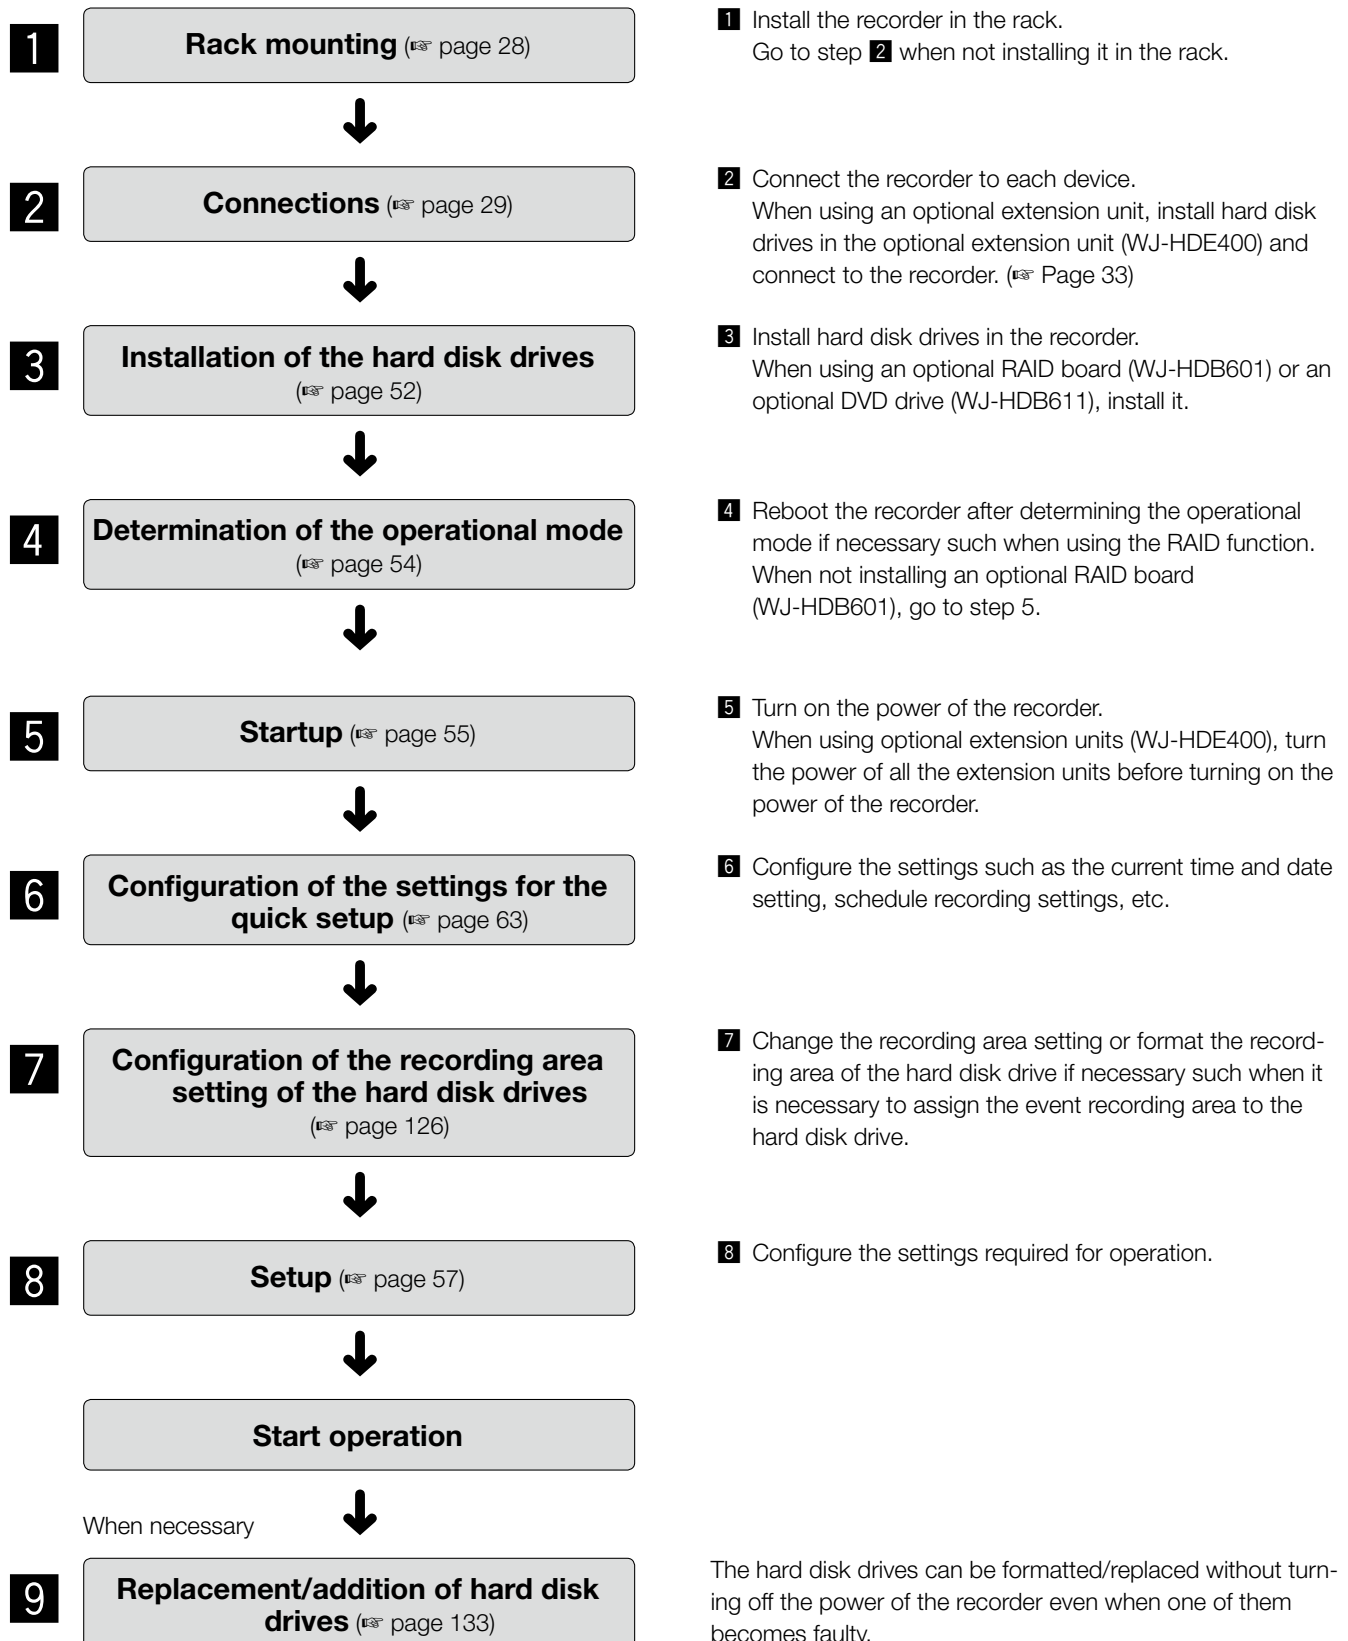 1
Rack mounting (☞ page 28)
1 Install the recorder in the rack.
Go to step 2 when not installing it in the rack.
2
Connections (☞ page 29)
2 Connect the recorder to each device.
When using an optional extension unit, install hard disk
drives in the optional extension unit (WJ-HDE400) and
connect to the recorder. (☞ Page 33)
3
Installation of the hard disk drives
(☞ page 52)
3 Install hard disk drives in the recorder.
When using an optional RAID board (WJ-HDB601) or an
optional DVD drive (WJ-HDB611), install it.
4
Determination of the operational mode
(☞ page 54)
4 Reboot the recorder after determining the operational
mode if necessary such when using the RAID function.
When not installing an optional RAID board
(WJ-HDB601), go to step 5.
5
Startup (☞ page 55)
5 Turn on the power of the recorder.
When using optional extension units (WJ-HDE400), turn
the power of all the extension units before turning on the
power of the recorder.
6
Configuration of the settings for the
quick setup (☞ page 63)
6 Configure the settings such as the current time and date
setting, schedule recording settings, etc.
7
Configuration of the recording area
setting of the hard disk drives
(☞ page 126)
7 Change the recording area setting or format the record-
ing area of the hard disk drive if necessary such when it
is necessary to assign the event recording area to the
hard disk drive.
8
Setup (☞ page 57)
8 Configure the settings required for operation.
Start operation
When necessary
9
Replacement/addition of hard disk
drives (☞ page 133)
The hard disk drives can be formatted/replaced without turn-
ing off the power of the recorder even when one of them
becomes faulty.